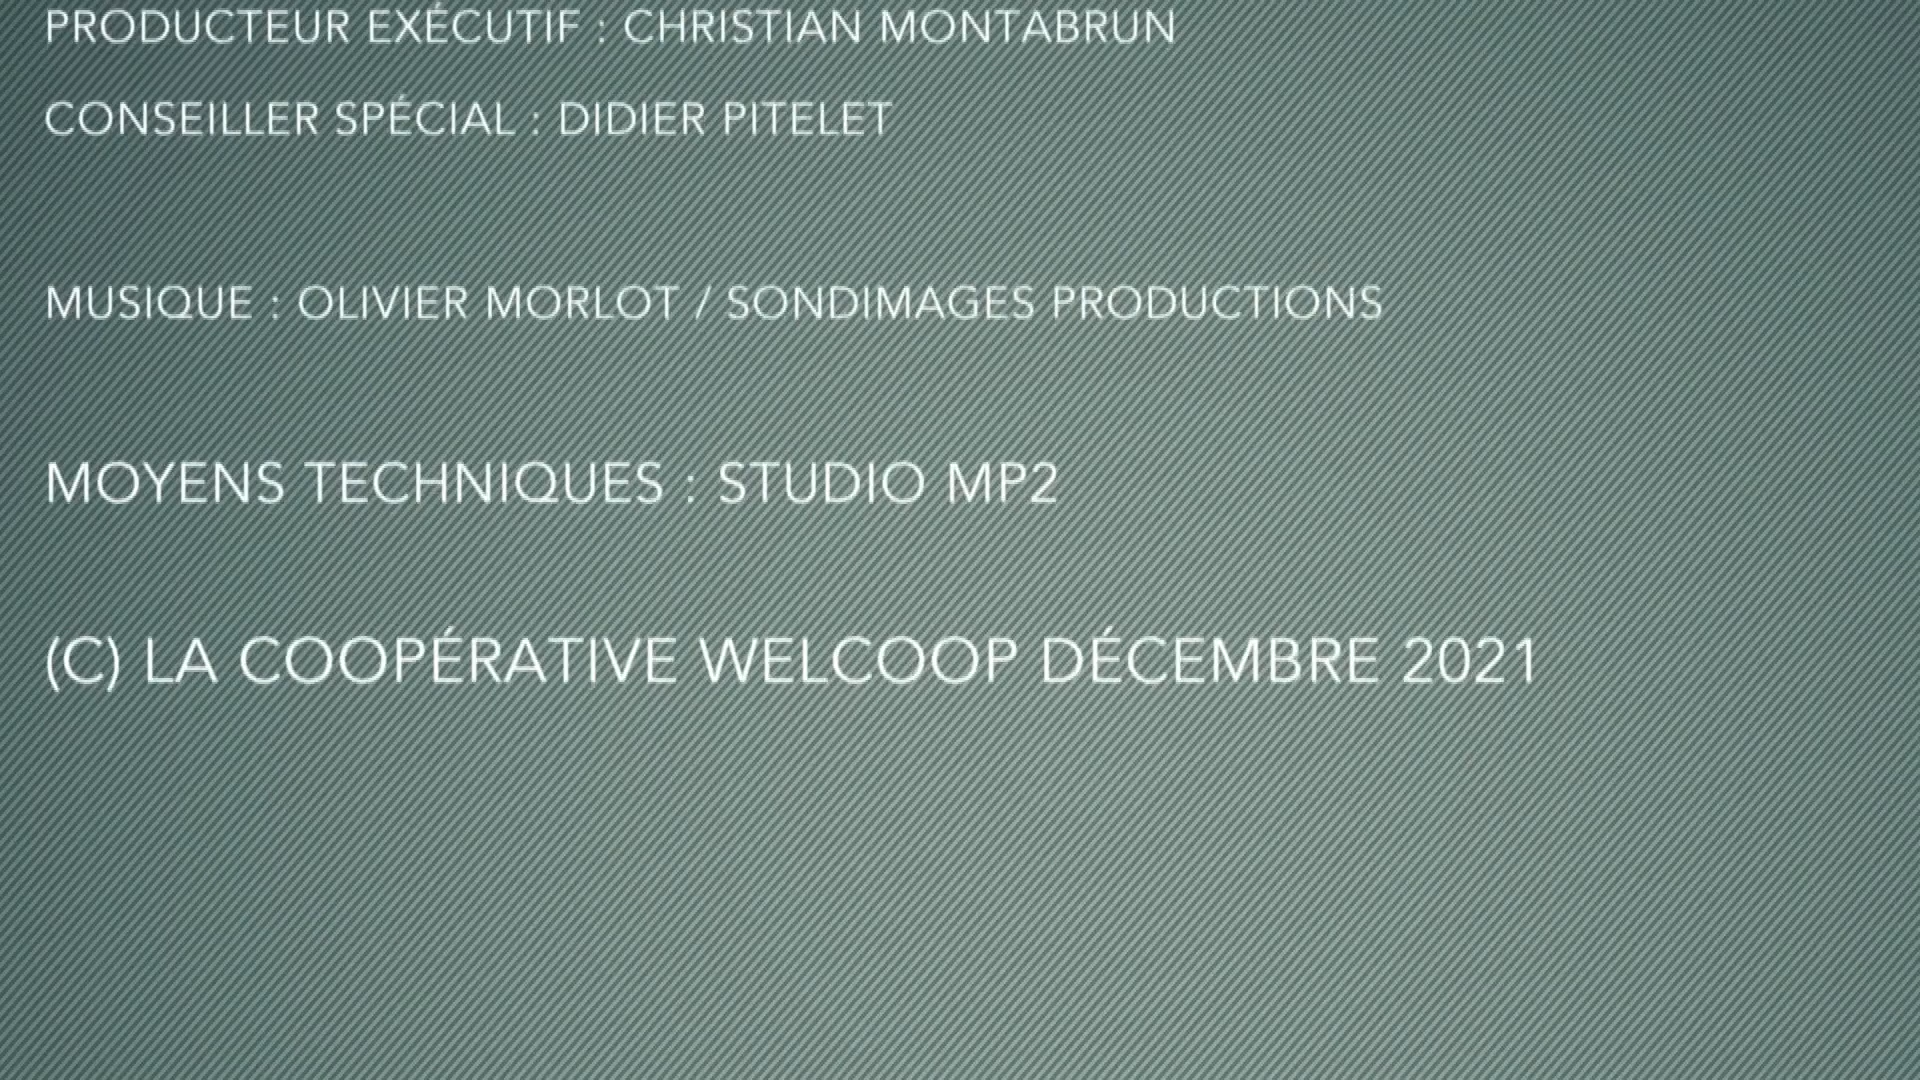 PRODUCTEUR EXÉCUTIF : CHRISTIAN MONTABRUN
CONSEILLER SPÉCIAL : DIDIER PITELET
MUSIQUE : OLIVIER MORLOT / SONDIMAGES PRODUCTIONS
MOYENS TECHNIQUES : STUDIO MP2
(C) LA COOPÉRATIVE WELCOOP DÉCEMBRE 2021